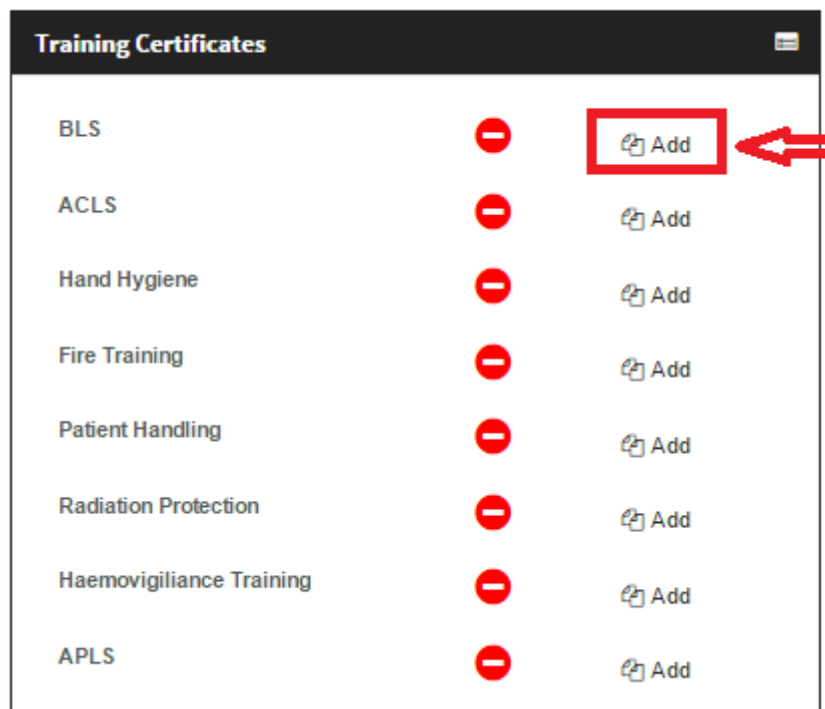 Training Certificates
BLS Add
ACLS Add
Hand Hygiene Add
Fire Training Add
Patient Handling Add
Radiation Protection Add
Haemovigiliance Training Add
APLS Add